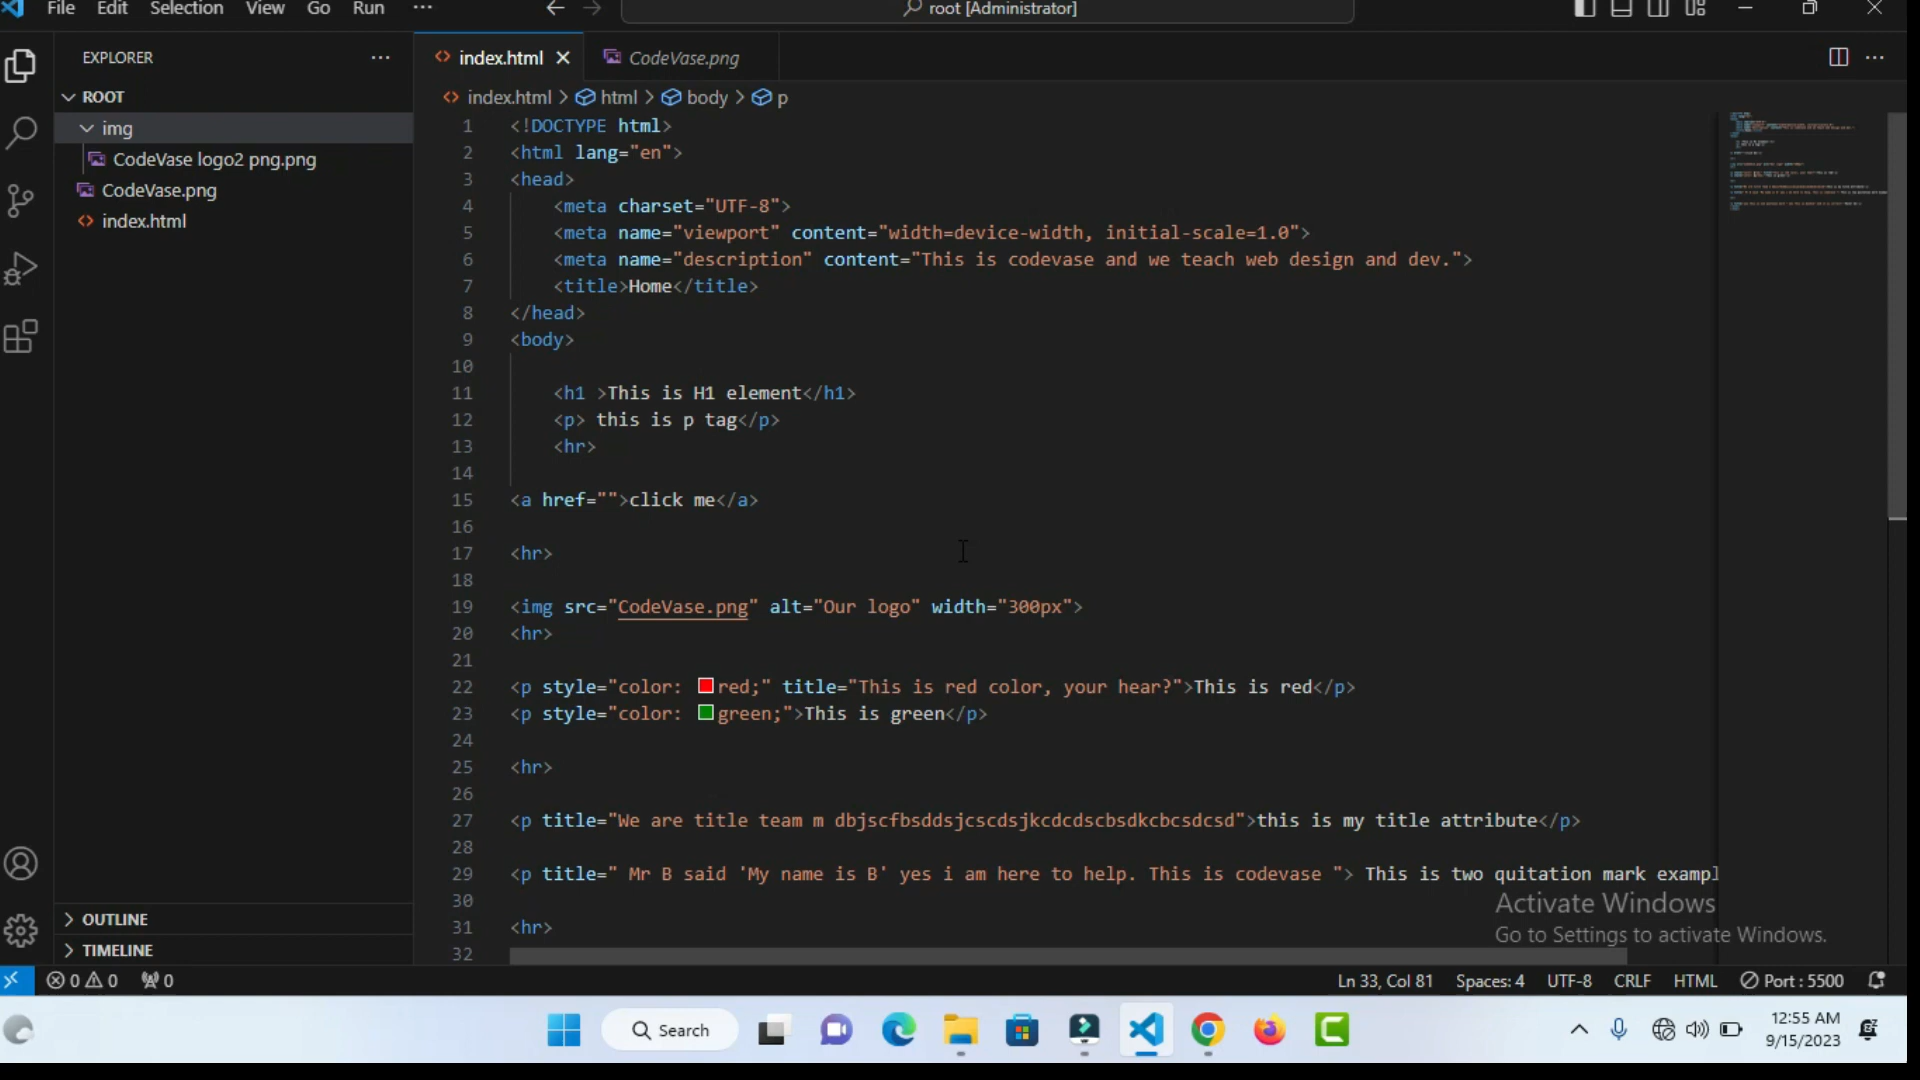 File Edit Selection View Go Run ··· root [Administrator]
EXPLORER ···
ROOT
img
CodeVase logo2 png.png
CodeVase.png
index.html
OUTLINE
TIMELINE
index.html CodeVase.png ···
index.html > html > body > p
1 <!DOCTYPE html>
2 <html lang="en">
3 <head>
4 <meta charset="UTF-8">
5 <meta name="viewport" content="width=device-width, initial-scale=1.0">
6 <meta name="description" content="This is codevase and we teach web design and dev.">
7 <title>Home</title>
8 </head>
9 <body>
10
11 <h1 >This is H1 element</h1>
12 <p> this is p tag</p>
13 <hr>
14
15 <a href="">click me</a>
16
17 <hr>
18
19 <img src="CodeVase.png" alt="Our logo" width="300px">
20 <hr>
21
22 <p style="color: red;" title="This is red color, your hear?">This is red</p>
23 <p style="color: green;">This is green</p>
24
25 <hr>
26
27 <p title="We are title team m dbjscfbsddsjcscdsjkcdcdscbsdkcbcsdcsd">this is my title attribute</p>
28
29 <p title=" Mr B said 'My name is B' yes i am here to help. This is codevase "> This is two quitation mark exampl
30
31 <hr>
32
Activate Windows
Go to Settings to activate Windows.
0 0 0 Ln 33, Col 81 Spaces: 4 UTF-8 CRLF HTML Port : 5500
Search
12:55 AM
9/15/2023